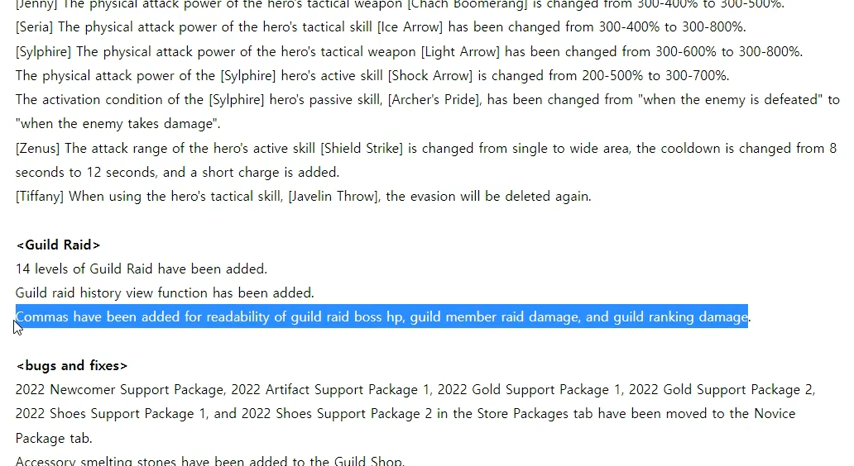 [Jenny] The physical attack power of the hero's tactical weapon [Chach Boomerang] is changed from 300-400% to 300-500%.
[Seria] The physical attack power of the hero's tactical skill [Ice Arrow] has been changed from 300-400% to 300-800%.
[Sylphire] The physical attack power of the hero's tactical weapon [Light Arrow] has been changed from 300-600% to 300-800%.
The physical attack power of the [Sylphire] hero's active skill [Shock Arrow] is changed from 200-500% to 300-700%.
The activation condition of the [Sylphire] hero's passive skill, [Archer's Pride], has been changed from "when the enemy is defeated" to
"when the enemy takes damage".
[Zenus] The attack range of the hero's active skill [Shield Strike] is changed from single to wide area, the cooldown is changed from 8
seconds to 12 seconds, and a short charge is added.
[Tiffany] When using the hero's tactical skill, [Javelin Throw], the evasion will be deleted again.
<Guild Raid>
14 levels of Guild Raid have been added.
Guild raid history view function has been added.
Commas have been added for readability of guild raid boss hp, guild member raid damage, and guild ranking damage.
<bugs and fixes>
2022 Newcomer Support Package, 2022 Artifact Support Package 1, 2022 Gold Support Package 1, 2022 Gold Support Package 2,
2022 Shoes Support Package 1, and 2022 Shoes Support Package 2 in the Store Packages tab have been moved to the Novice
Package tab.
Accessory smelting stones have been added to the Guild Shop.